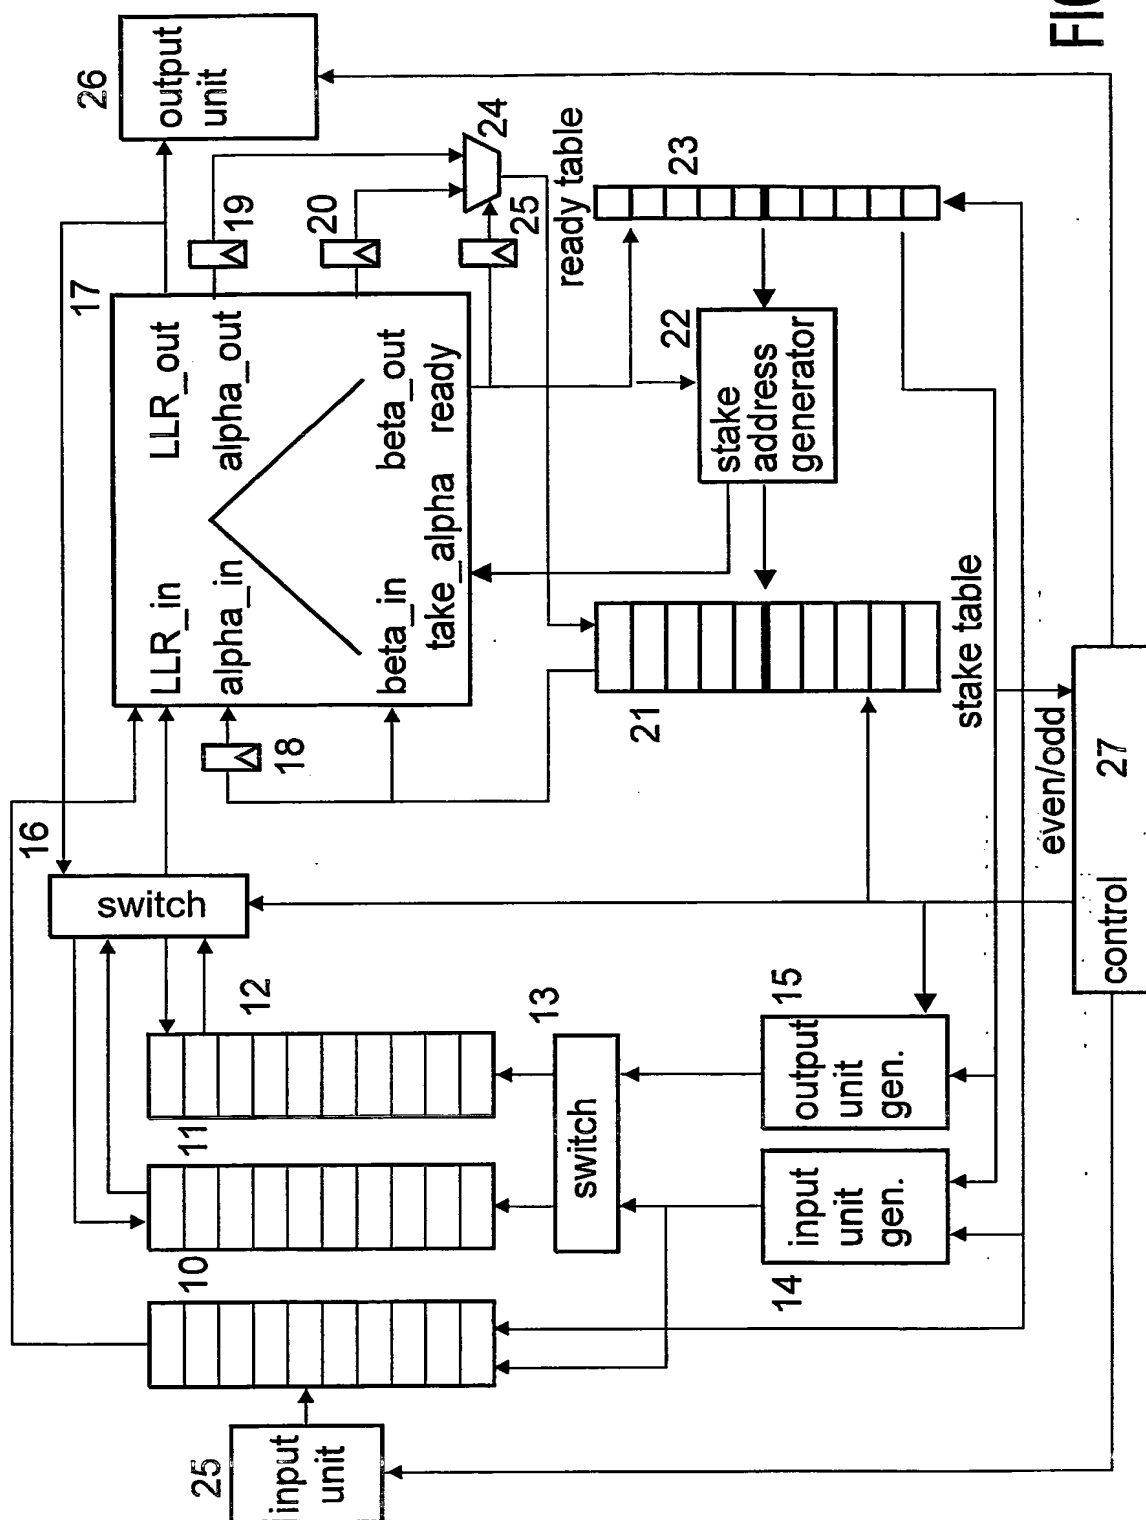 26
output
unit
17
LLR_in
LLR_out
alpha_in
alpha_out
beta_in
beta_out
take_alpha
ready
19
20
24
25
ready table
23
22
stake
address
generator
21
stake table
18
16
switch
12
11
10
13
switch
15
output
unit
gen.
input
unit
gen.
14
25
input
unit
even/odd
control
27